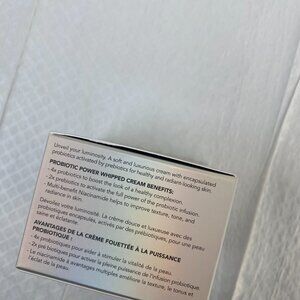 Unveil your luminosity. A soft and luxurious cream with encapsulated
probiotics activated by prebiotics for healthy and radiant-looking skin.
PROBIOTIC POWER WHIPPED CREAM BENEFITS:
- 4x probiotics to boost the look of a healthy complexion.
- 2x prebiotics to activate the full power of the probiotic infusion.
- Multi-benefit Niacinamide helps to improve texture, tone, and
radiance in skin.
Dévoilez votre luminosité. La crème douce et luxueuse avec des
probiotiques encapsulés, activés par des prébiotiques, pour une peau
saine et éclatante.
AVANTAGES DE LA CRÈME FOUETTÉE À LA PUISSANCE
PROBIOTIQUE :
- 4x probiotiques pour aider à stimuler la vitalité de la peau.
- 2x pré biotiques pour activer la pleine puissance de l'infusion probiotique.
- Le niacinamide à avantages multiples améliore la texture, le tonus et
l'éclat de la peau.